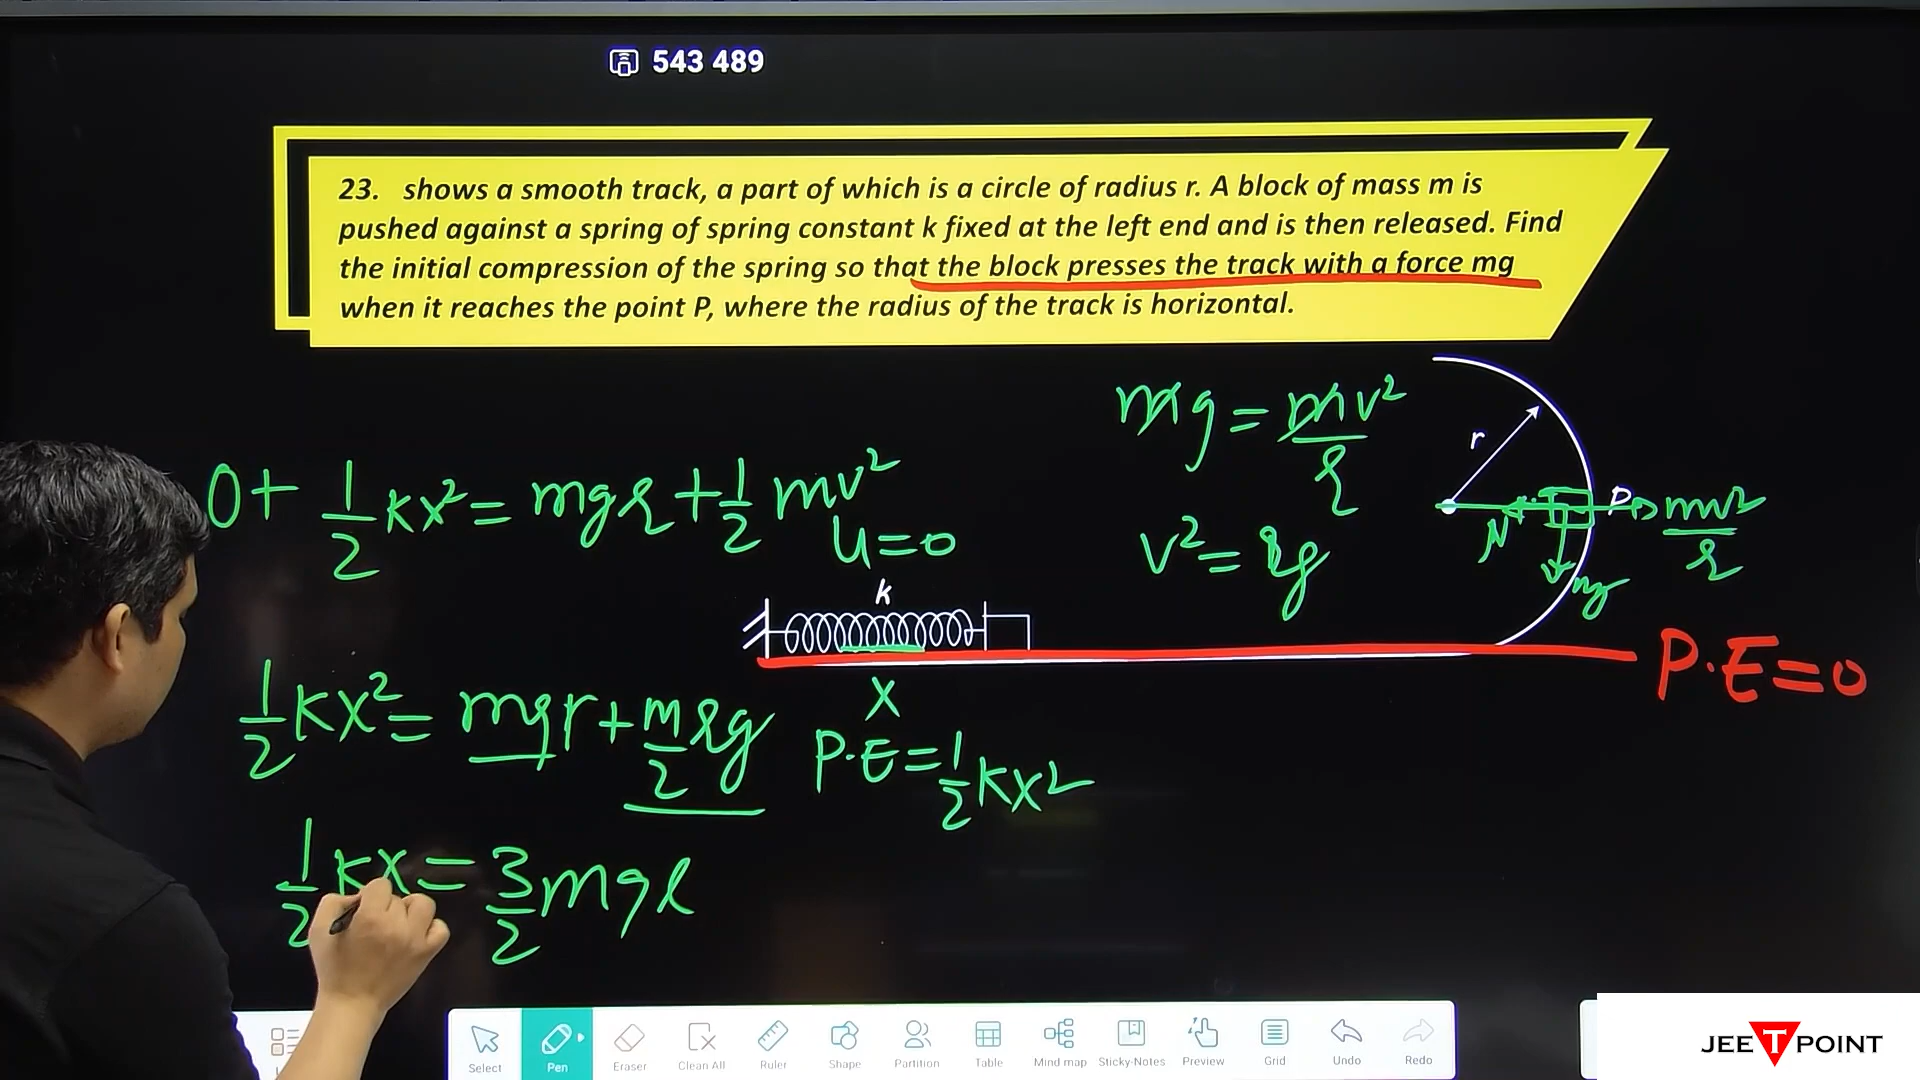 543 489
23. shows a smooth track, a part of which is a circle of radius r. A block of mass m is
pushed against a spring of spring constant k fixed at the left end and is then released. Find
the initial compression of the spring so that the block presses the track with a force mg
when it reaches the point P, where the radius of the track is horizontal.
mg = mv²/r
0 + 1/2 kx² = mgr + 1/2 mv²
u = 0
v² = rg
r
P
N
mv²/r
mg
k
P.E = 0
x
1/2 kx² = mgr + m/2 rg
P.E = 1/2 kx²
1/2 kx = 3/2 mgr
Select
Pen
Eraser
Clean All
Ruler
Shape
Partition
Table
Mind map
Sticky-Notes
Preview
Grid
Undo
Redo
JEE T POINT